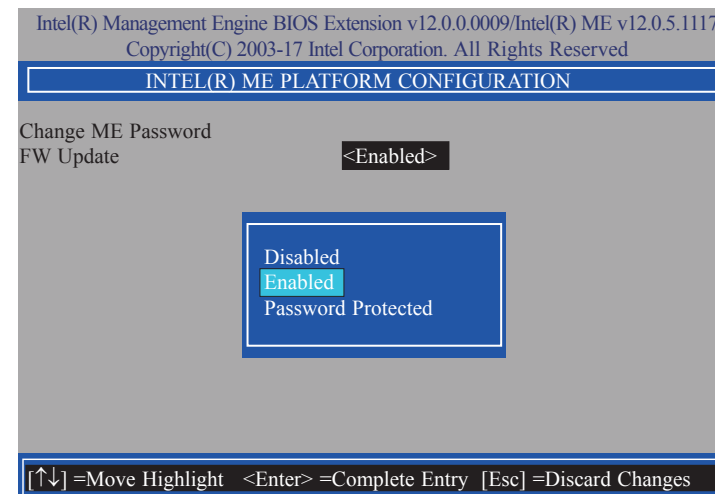 Intel(R) Management Engine BIOS Extension v12.0.0.0009/Intel(R) ME v12.0.5.1117
Copyright(C) 2003-17 Intel Corporation. All Rights Reserved
INTEL(R) ME PLATFORM CONFIGURATION
Change ME Password
FW Update <Enabled>
Disabled
Enabled
Password Protected
[↑↓] =Move Highlight <Enter> =Complete Entry [Esc] =Discard Changes